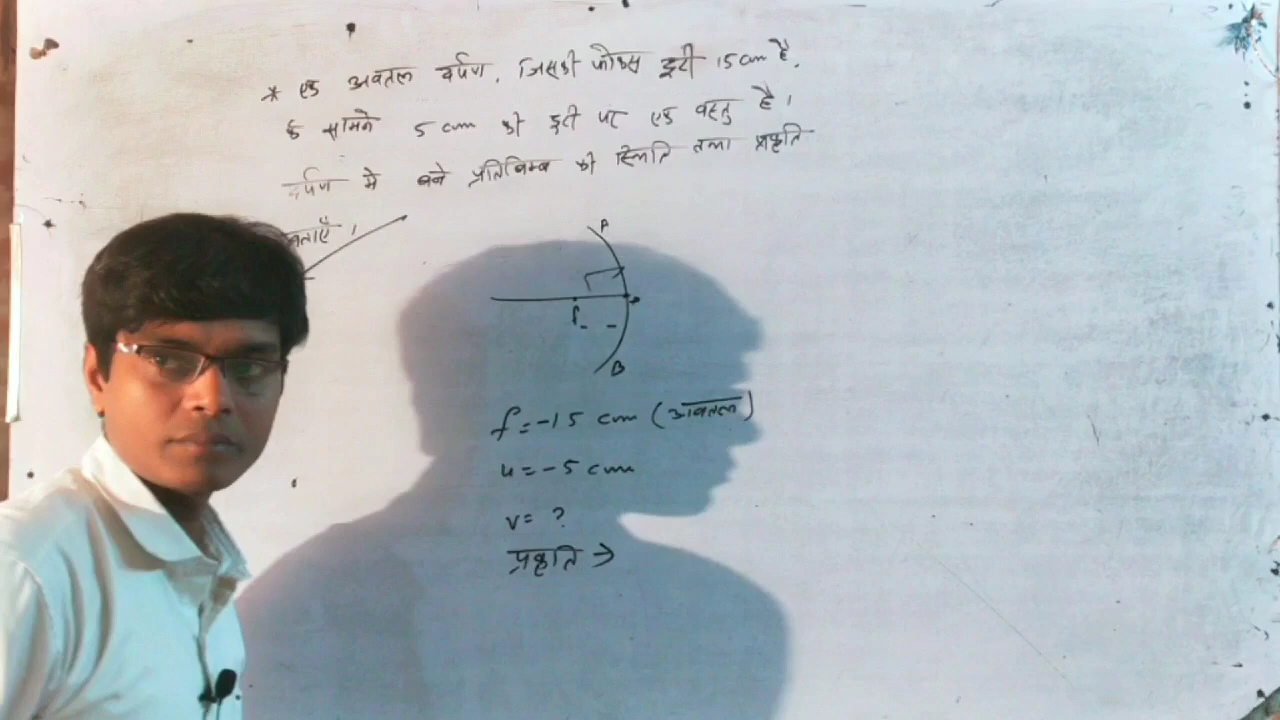 * एक अवतल दर्पण, जिसकी फोकस दूरी 15 cm है,
के सामने 5 cm की दूरी पर एक वस्तु है।
दर्पण मे बने प्रतिबिम्ब की स्थिति तथा प्रकृति
बताएँ।
A
P
f
B
f = -15 cm (अवतल)
u = -5 cm
v = ?
प्रकृति →